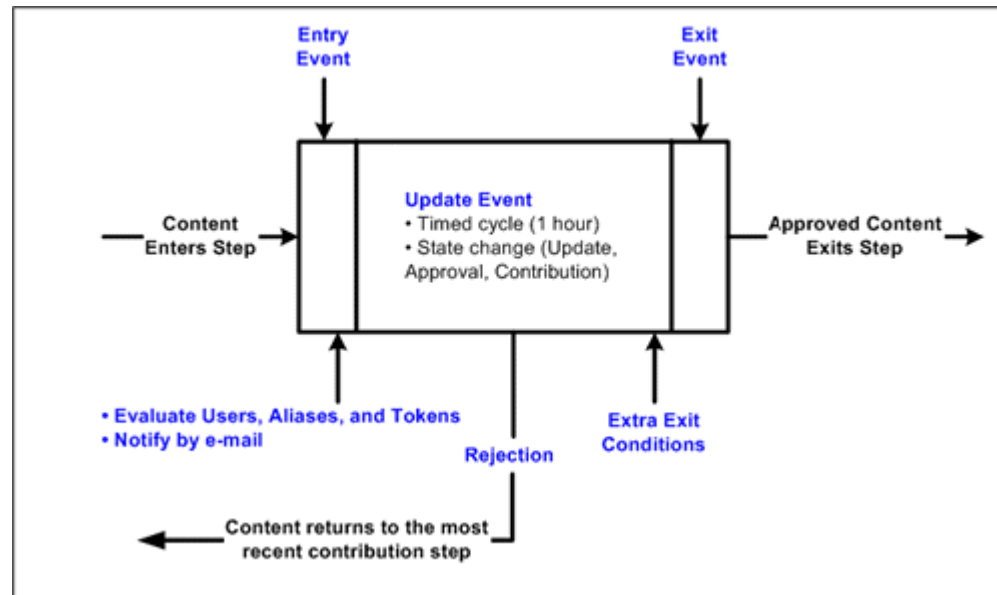 Entry
Event
Exit
Event
Update Event
• Timed cycle (1 hour)
• State change (Update,
Approval, Contribution)
Content
Enters Step
Approved Content
Exits Step
• Evaluate Users, Aliases, and Tokens
• Notify by e-mail
Rejection
Extra Exit
Conditions
Content returns to the most
recent contribution step